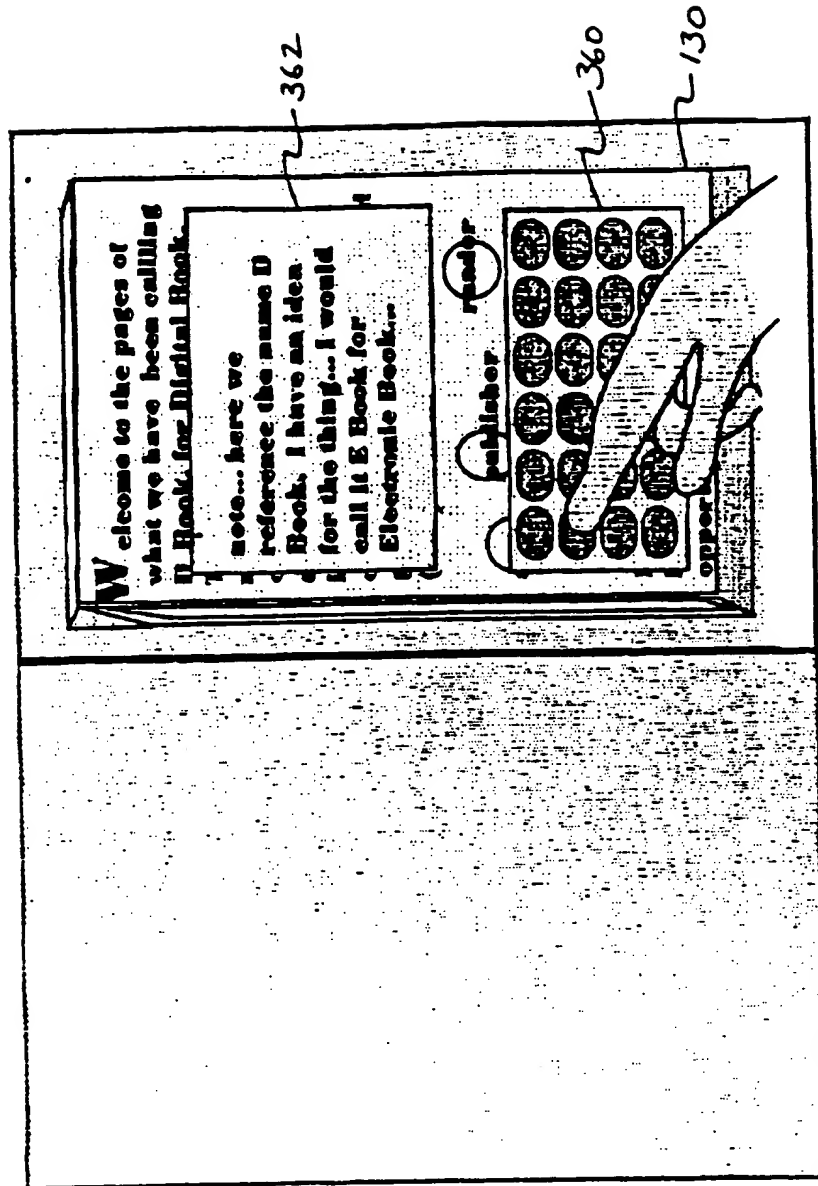 Welcome to the pages of
what we have been callling
D Book, for Digital Book.
note... here we
reference the name D
Book. I have an idea
for the thing... I would
call it E Book for
Electronic Book...
publisher reader
opper
362
360
130